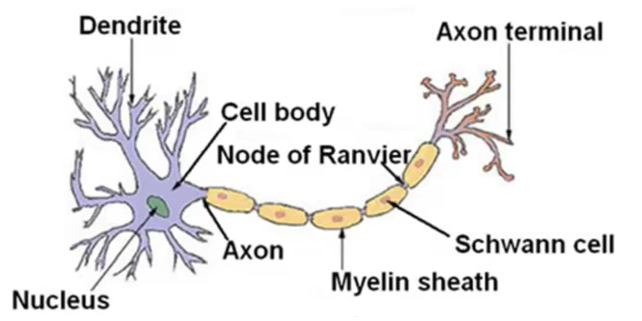 Dendrite
Axon terminal
Cell body
Node of Ranvier
Axon
Schwann cell
Myelin sheath
Nucleus